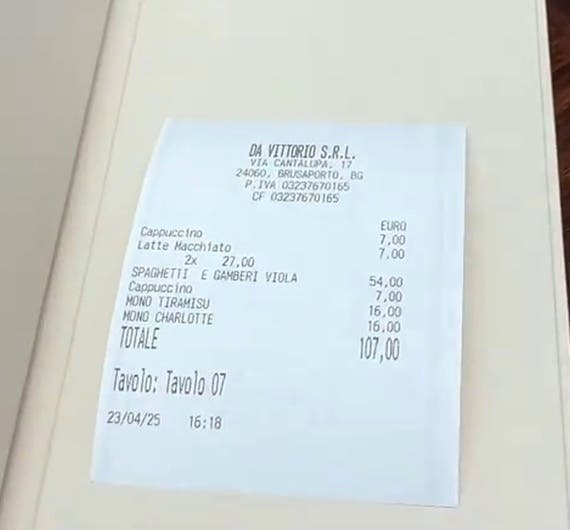 DA VITTORIO S.R.L.
VIA CANTALUPA, 17
24060, BRUSAPORTO, BG
P.IVA 03237670165
CF 03237670165
EURO
Cappuccino 7,00
Latte Macchiato 7,00
2x 27,00
SPAGHETTI E GAMBERI VIOLA 54,00
Cappuccino 7,00
MONO TIRAMISU 16,00
MONO CHARLOTTE 16,00
TOTALE 107,00
Tavolo: Tavolo 07
23/04/25 16:18